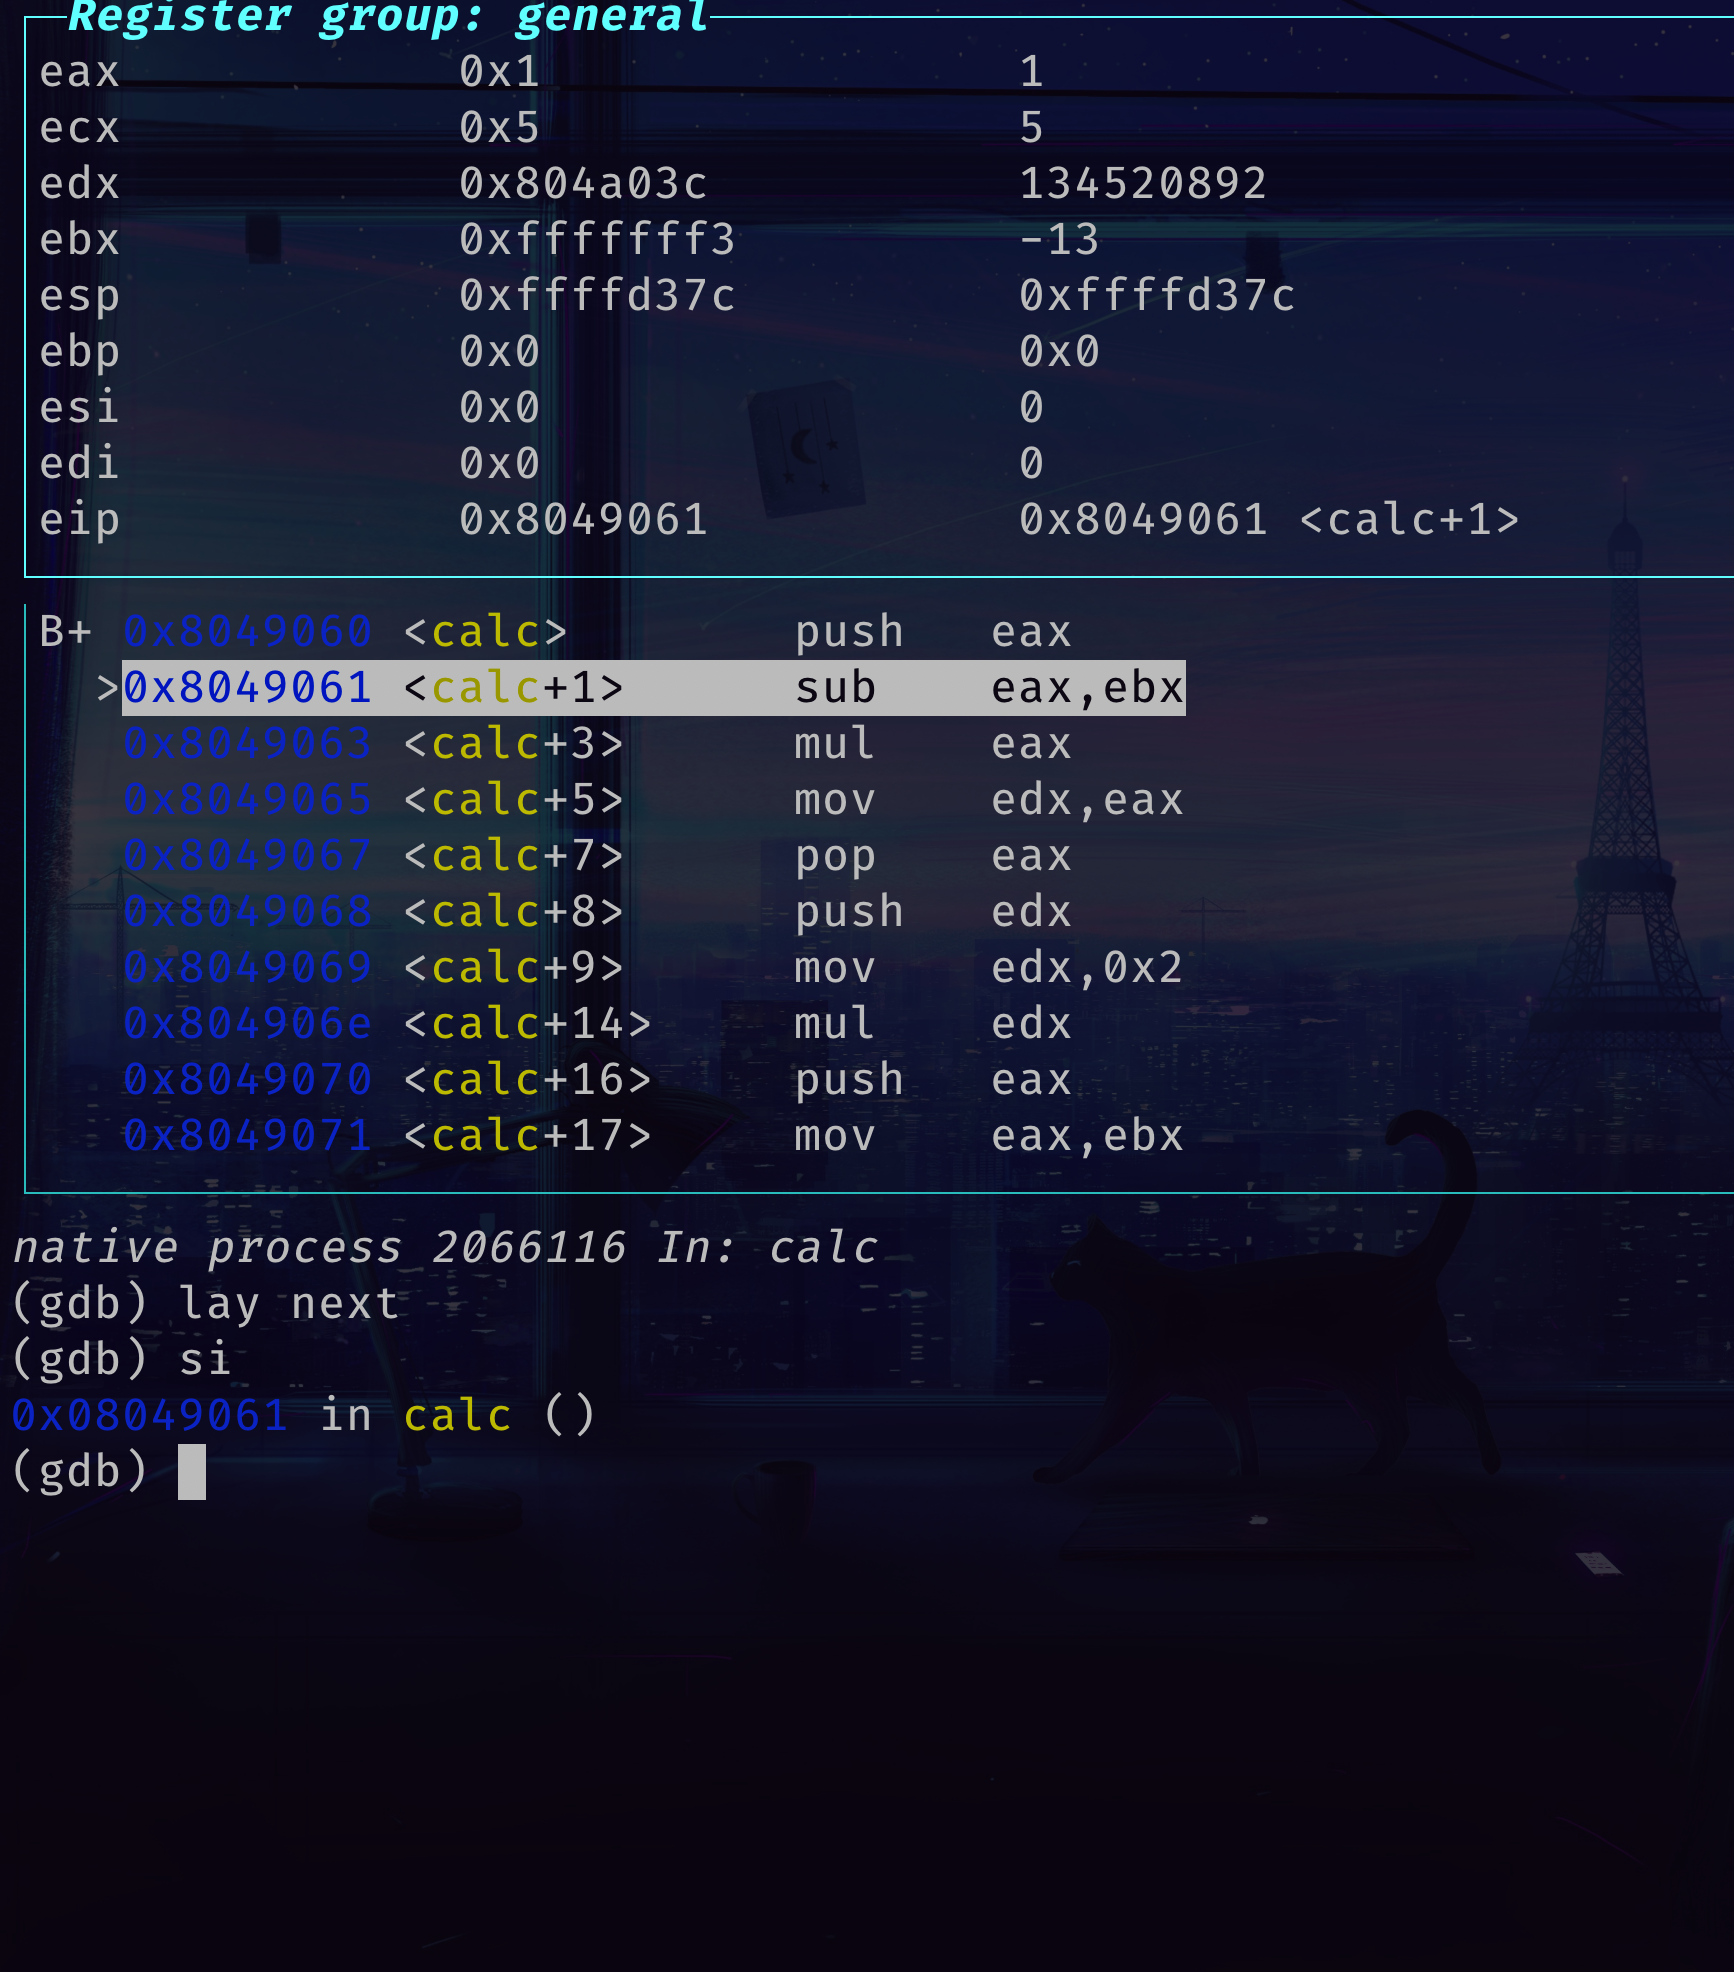 Register group: general
eax 0x1 1
ecx 0x5 5
edx 0x804a03c 134520892
ebx 0xfffffff3 -13
esp 0xffffd37c 0xffffd37c
ebp 0x0 0x0
esi 0x0 0
edi 0x0 0
eip 0x8049061 0x8049061 <calc+1>
B+ 0x8049060 <calc> push eax
>0x8049061 <calc+1> sub eax,ebx
0x8049063 <calc+3> mul eax
0x8049065 <calc+5> mov edx,eax
0x8049067 <calc+7> pop eax
0x8049068 <calc+8> push edx
0x8049069 <calc+9> mov edx,0x2
0x804906e <calc+14> mul edx
0x8049070 <calc+16> push eax
0x8049071 <calc+17> mov eax,ebx
native process 2066116 In: calc
(gdb) lay next
(gdb) si
0x08049061 in calc ()
(gdb)